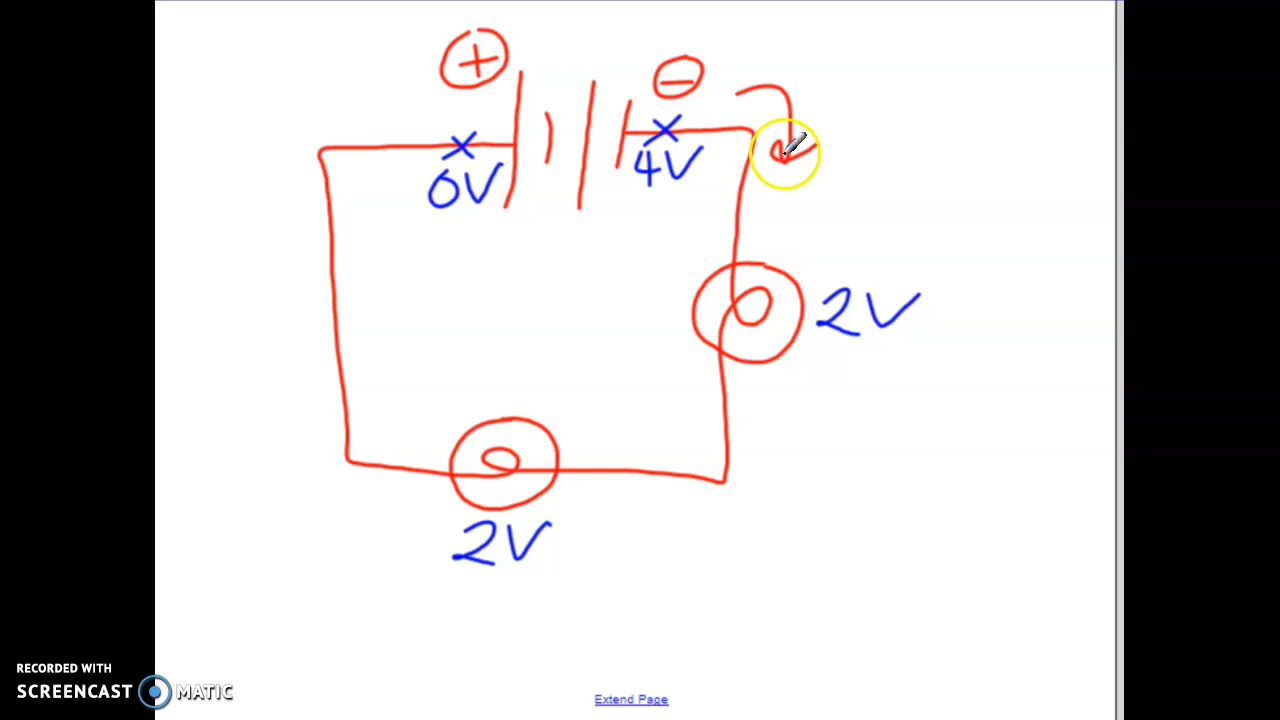 +
−
0V
4V
2V
2V
RECORDED WITH
SCREENCAST MATIC
Extend Page